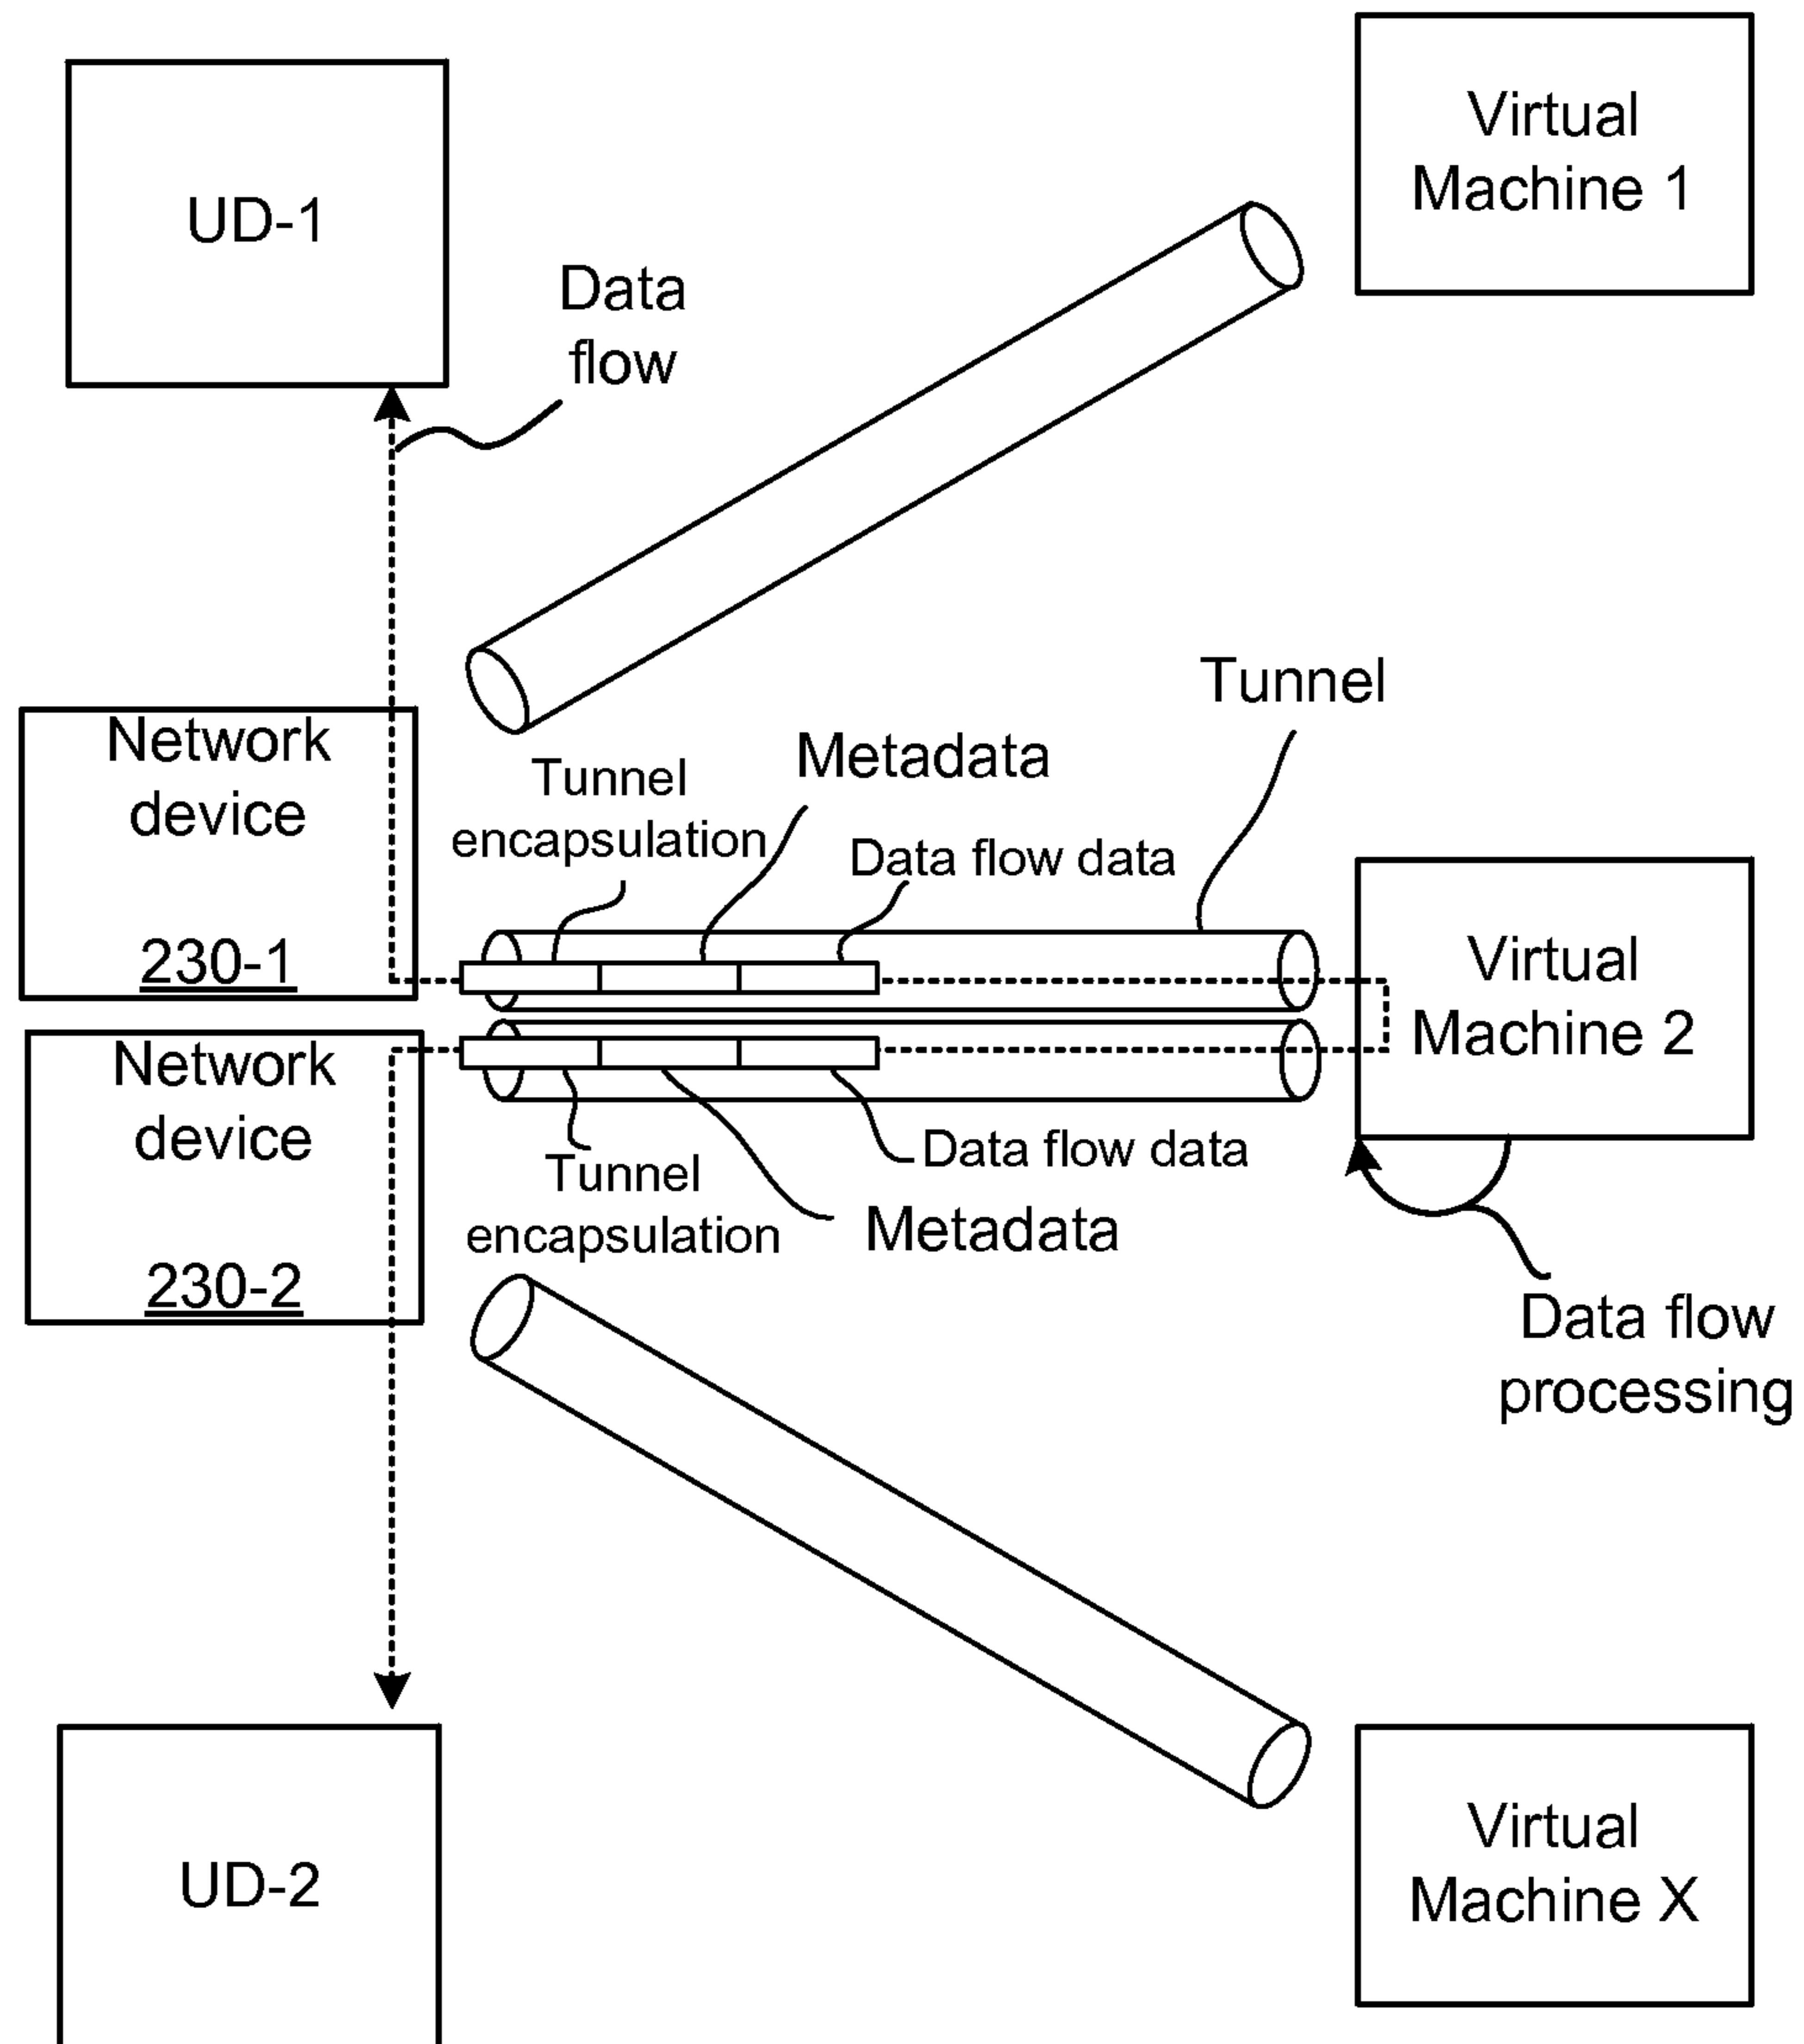 Virtual
Machine 1
UD-1
Data
flow
Tunnel
Network
device
230-1
Metadata
Tunnel
encapsulation
Data flow data
Virtual
Machine 2
Network
device
230-2
Data flow data
Tunnel
encapsulation
Metadata
Data flow
processing
Virtual
Machine X
UD-2